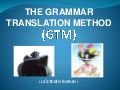 THE GRAMMAR
TRANSLATION METHOD
(GTM)